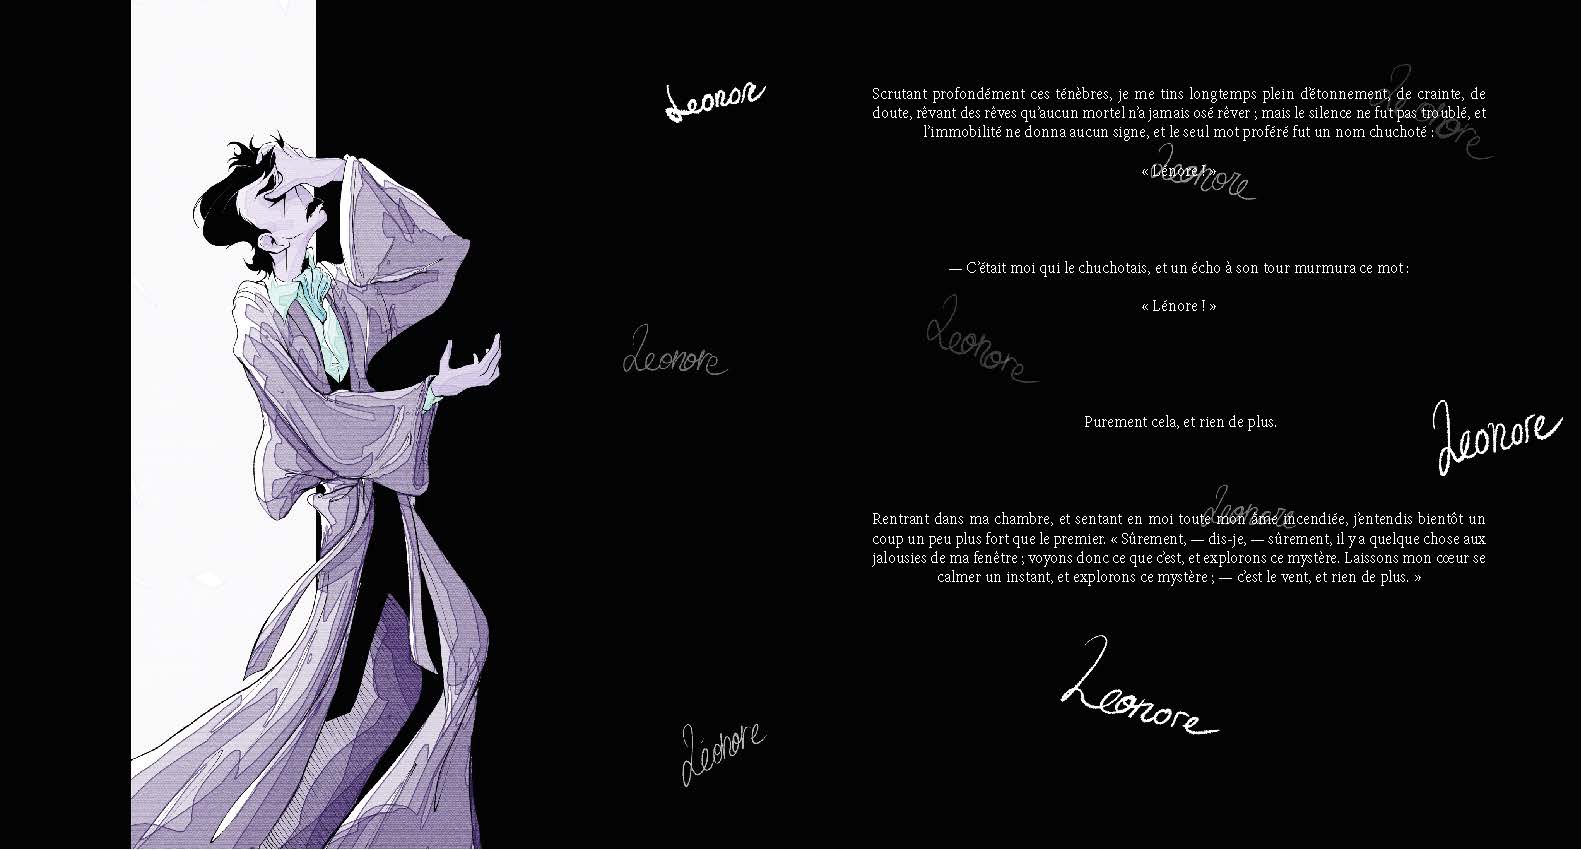 Leonor
Leonore
Léonore
Scrutant profondément ces ténèbres, je me tins longtemps plein d'étonnement, de crainte, de
doute, rêvant des rêves qu'aucun mortel n'a jamais osé rêver ; mais le silence ne fut pas troublé, et
l'immobilité ne donna aucun signe, et le seul mot proféré fut un nom chuchoté :
Leonore
« Lénore ! »
Leonore
— C'était moi qui le chuchotais, et un écho à son tour murmura ce mot :
« Lénore ! »
Leonore
Purement cela, et rien de plus.
Leonore
Leonore
Rentrant dans ma chambre, et sentant en moi toute mon âme incendiée, j'entendis bientôt un
coup un peu plus fort que le premier. « Sûrement, — dis-je, — sûrement, il y a quelque chose aux
jalousies de ma fenêtre ; voyons donc ce que c'est, et explorons ce mystère. Laissons mon cœur se
calmer un instant, et explorons ce mystère ; — c'est le vent, et rien de plus. »
Leonore